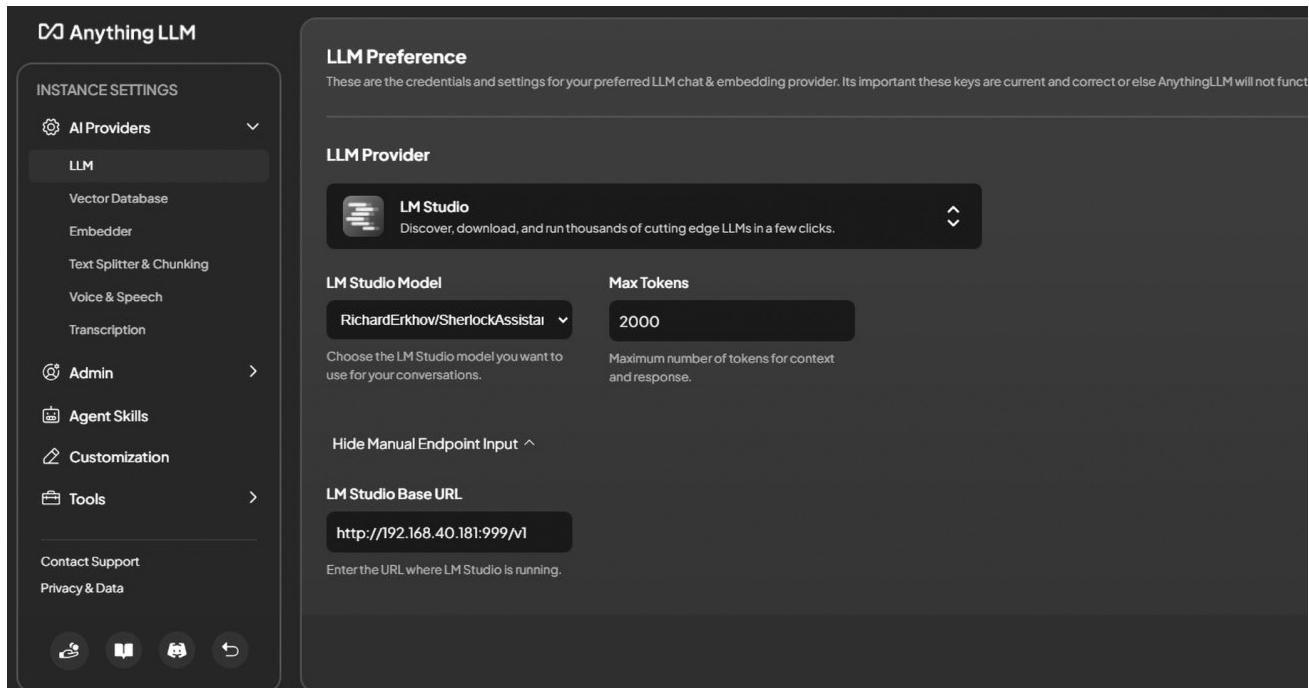 Anything LLM
INSTANCE SETTINGS
AI Providers
LLM
Vector Database
Embedder
Text Splitter & Chunking
Voice & Speech
Transcription
Admin
Agent Skills
Customization
Tools
Contact Support
Privacy & Data
LLM Preference
These are the credentials and settings for your preferred LLM chat & embedding provider. Its important these keys are current and correct or else AnythingLLM will not funct
LLM Provider
LM Studio
Discover, download, and run thousands of cutting edge LLMs in a few clicks.
LM Studio Model
Max Tokens
RichardErkhov/SherlockAssistar
2000
Choose the LM Studio model you want to
use for your conversations.
Maximum number of tokens for context
and response.
Hide Manual Endpoint Input
LM Studio Base URL
http://192.168.40.181:999/v1
Enter the URL where LM Studio is running.